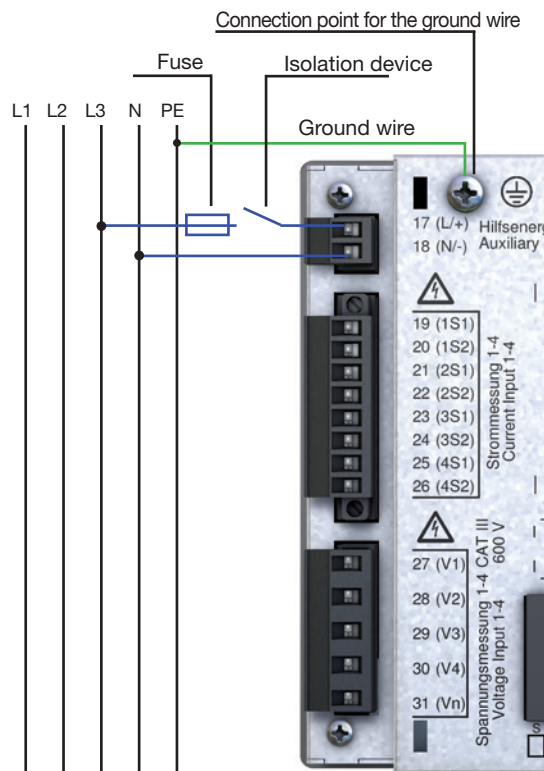 Connection point for the ground wire
Fuse
Isolation device
L1 L2 L3 N PE
Ground wire
17 (L/+)
18 (N/-)
Auxiliary
19 (1S1)
20 (1S2)
21 (2S1)
22 (2S2)
23 (3S1)
24 (3S2)
25 (4S1)
26 (4S2)
Strommessung 1-4
Current Input 1-4
27 (V1)
28 (V2)
29 (V3)
30 (V4)
31 (Vn)
Spannungsmessung 1-4 CAT III
Voltage Input 1-4 600 V
S